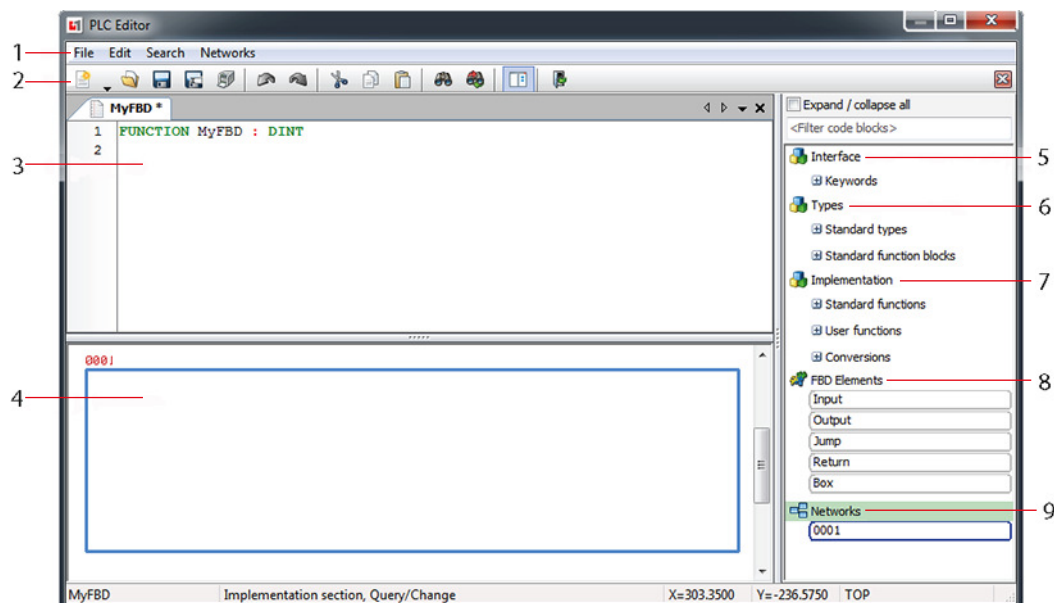 PLC Editor
1
File Edit Search Networks
2
MyFBD *
Expand / collapse all
<Filter code blocks>
1 FUNCTION MyFBD : DINT
2
3
Interface
5
Keywords
Types
6
Standard types
Standard function blocks
Implementation
7
Standard functions
User functions
Conversions
0001
4
FBD Elements
8
Input
Output
Jump
Return
Box
Networks
9
0001
MyFBD Implementation section, Query/Change X=303.3500 Y=-236.5750 TOP